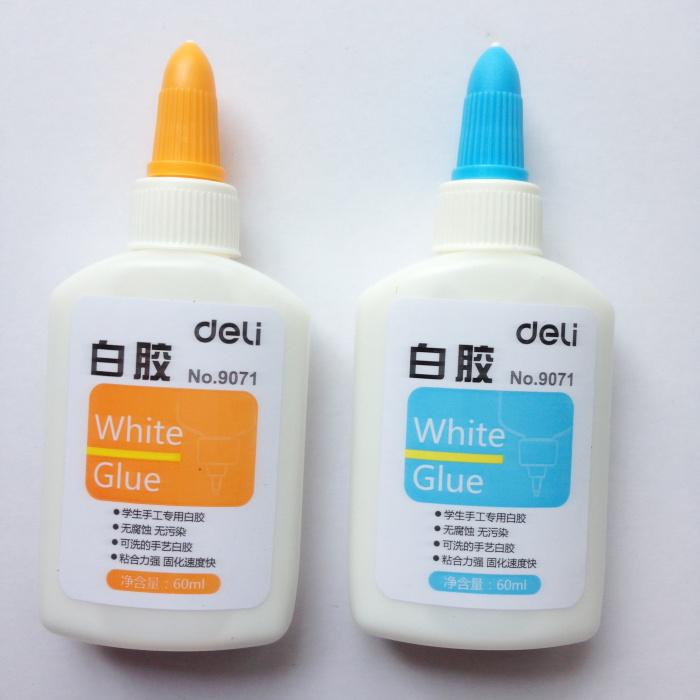 deli
白胶 No.9071
White
Glue
●学生手工专用白胶
●无腐蚀 无污染
●可洗的手艺白胶
●粘合力强 固化速度快
净含量：60ml
deli
白胶 No.9071
White
Glue
●学生手工专用白胶
●无腐蚀 无污染
●可洗的手艺白胶
●粘合力强 固化速度快
净含量：60ml